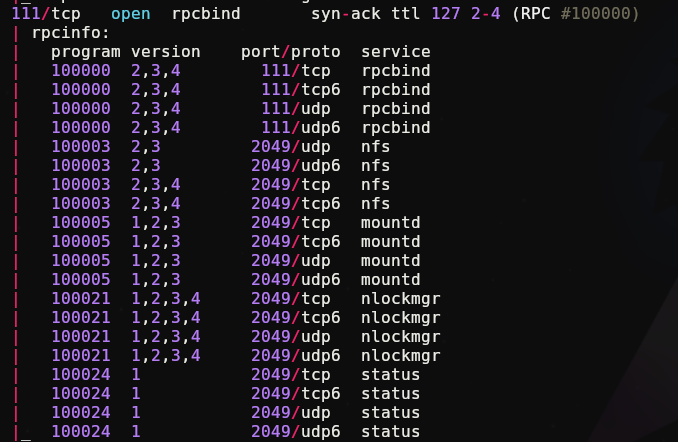 111/tcp   open  rpcbind       syn-ack ttl 127 2-4 (RPC #100000)
| rpcinfo:
|   program version    port/proto  service
|   100000  2,3,4        111/tcp   rpcbind
|   100000  2,3,4        111/tcp6  rpcbind
|   100000  2,3,4        111/udp   rpcbind
|   100000  2,3,4        111/udp6  rpcbind
|   100003  2,3         2049/udp   nfs
|   100003  2,3         2049/udp6  nfs
|   100003  2,3,4       2049/tcp   nfs
|   100003  2,3,4       2049/tcp6  nfs
|   100005  1,2,3       2049/tcp   mountd
|   100005  1,2,3       2049/tcp6  mountd
|   100005  1,2,3       2049/udp   mountd
|   100005  1,2,3       2049/udp6  mountd
|   100021  1,2,3,4     2049/tcp   nlockmgr
|   100021  1,2,3,4     2049/tcp6  nlockmgr
|   100021  1,2,3,4     2049/udp   nlockmgr
|   100021  1,2,3,4     2049/udp6  nlockmgr
|   100024  1           2049/tcp   status
|   100024  1           2049/tcp6  status
|   100024  1           2049/udp   status
|_  100024  1           2049/udp6  status